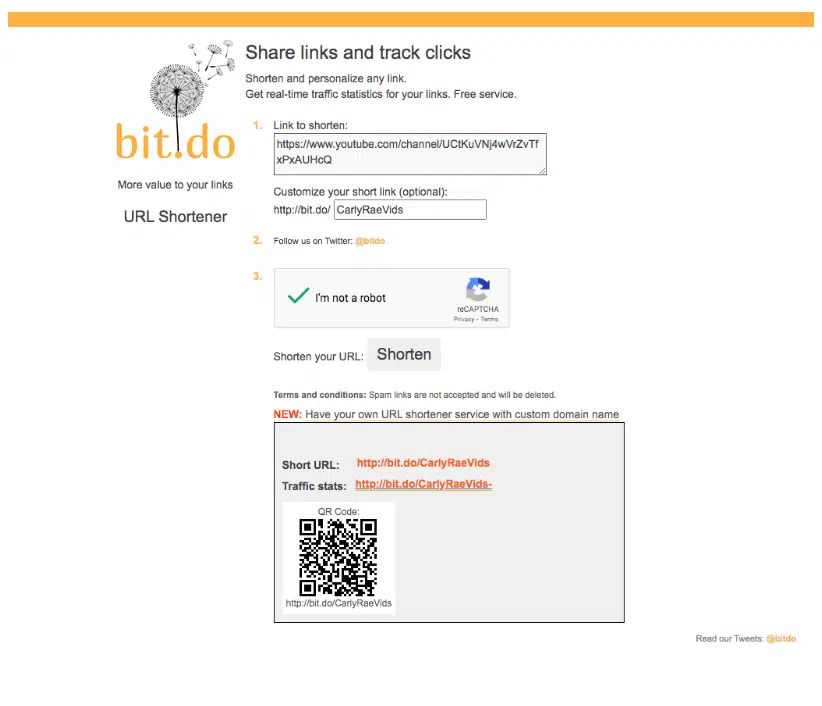 bit.do
More value to your links
URL Shortener
Share links and track clicks
Shorten and personalize any link.
Get real-time traffic statistics for your links. Free service.
1. Link to shorten:
https://www.youtube.com/channel/UCtKuVNj4wVrZvTf
xPxAUHcQ
Customize your short link (optional):
http://bit.do/ CarlyRaeVids
2. Follow us on Twitter: @bitdo
3. I'm not a robot
reCAPTCHA
Privacy - Terms
Shorten your URL: Shorten
Terms and conditions: Spam links are not accepted and will be deleted.
NEW: Have your own URL shortener service with custom domain name
Short URL: http://bit.do/CarlyRaeVids
Traffic stats: http://bit.do/CarlyRaeVids-
QR Code:
http://bit.do/CarlyRaeVids
Read our Tweets: @bitdo